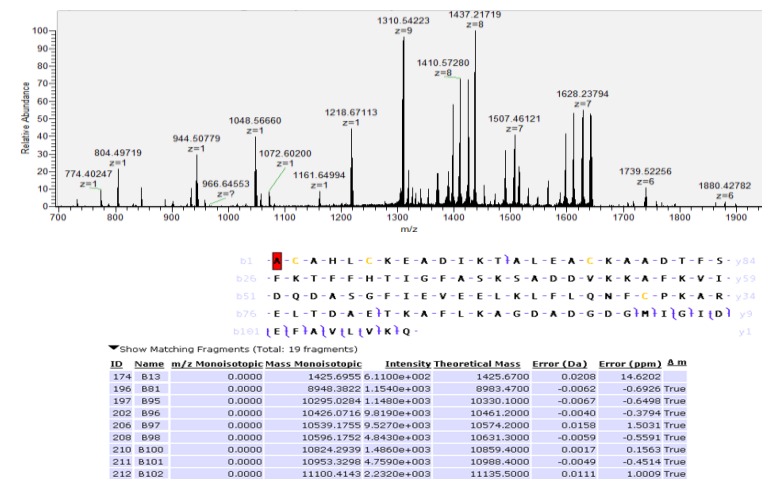 1437.21719
z=8
1310.54223
z=9
1410.57280
z=8
1628.23794
z=7
1218.67113
z=1
1048.56660
z=1
1507.46121
z=7
944.50779
z=1
804.49719
z=1
1072.60200
z=1
774.40247
z=1
966.64553
z=?
1161.64994
z=1
1739.52256
z=6
1880.42782
z=6
Relative Abundance
100
90
80
70
60
50
40
30
20
10
0
700 800 900 1000 1100 1200 1300 1400 1500 1600 1700 1800 1900
m/z
b1 -A-C-A-H-L-C-K-E-A-D-I-K-T-A-L-E-A-C-K-A-A-D-T-F-S- y84
b26 -F-K-T-F-F-H-T-I-G-F-A-S-K-S-A-D-D-V-K-K-A-F-K-V-I- y59
b51 -D-Q-D-A-S-G-F-I-E-V-E-E-L-K-L-F-L-Q-N-F-C-P-K-A-R- y34
b76 -E-L-T-D-A-E-T-K-A-F-L-K-A-G-D-A-D-G-D-G-M-I-G-I-D y9
b101 E-F-A-V-L-V-K-Q- y1
Show Matching Fragments (Total: 19 fragments)
ID Name m/z Monoisotopic Mass Monoisotopic Intensity Theoretical Mass Error (Da) Error (ppm) Δ m
174 B13 0.0000 1425.6955 6.1100e+002 1425.6700 0.0208 14.6202
196 B81 0.0000 8948.3822 1.1540e+003 8983.4700 -0.0062 -0.6926 True
197 B95 0.0000 10295.0284 1.1480e+003 10330.1000 -0.0067 -0.6498 True
202 B96 0.0000 10426.0716 9.8190e+003 10461.2000 -0.0040 -0.3794 True
206 B97 0.0000 10539.1755 9.5270e+003 10574.2000 0.0158 1.5031 True
208 B98 0.0000 10596.1752 4.8430e+003 10631.3000 -0.0059 -0.5591 True
210 B100 0.0000 10824.2939 1.4860e+003 10859.4000 0.0017 0.1563 True
211 B101 0.0000 10953.3298 4.7590e+003 10988.4000 -0.0049 -0.4514 True
212 B102 0.0000 11100.4143 2.2320e+003 11135.5000 0.0111 1.0009 True